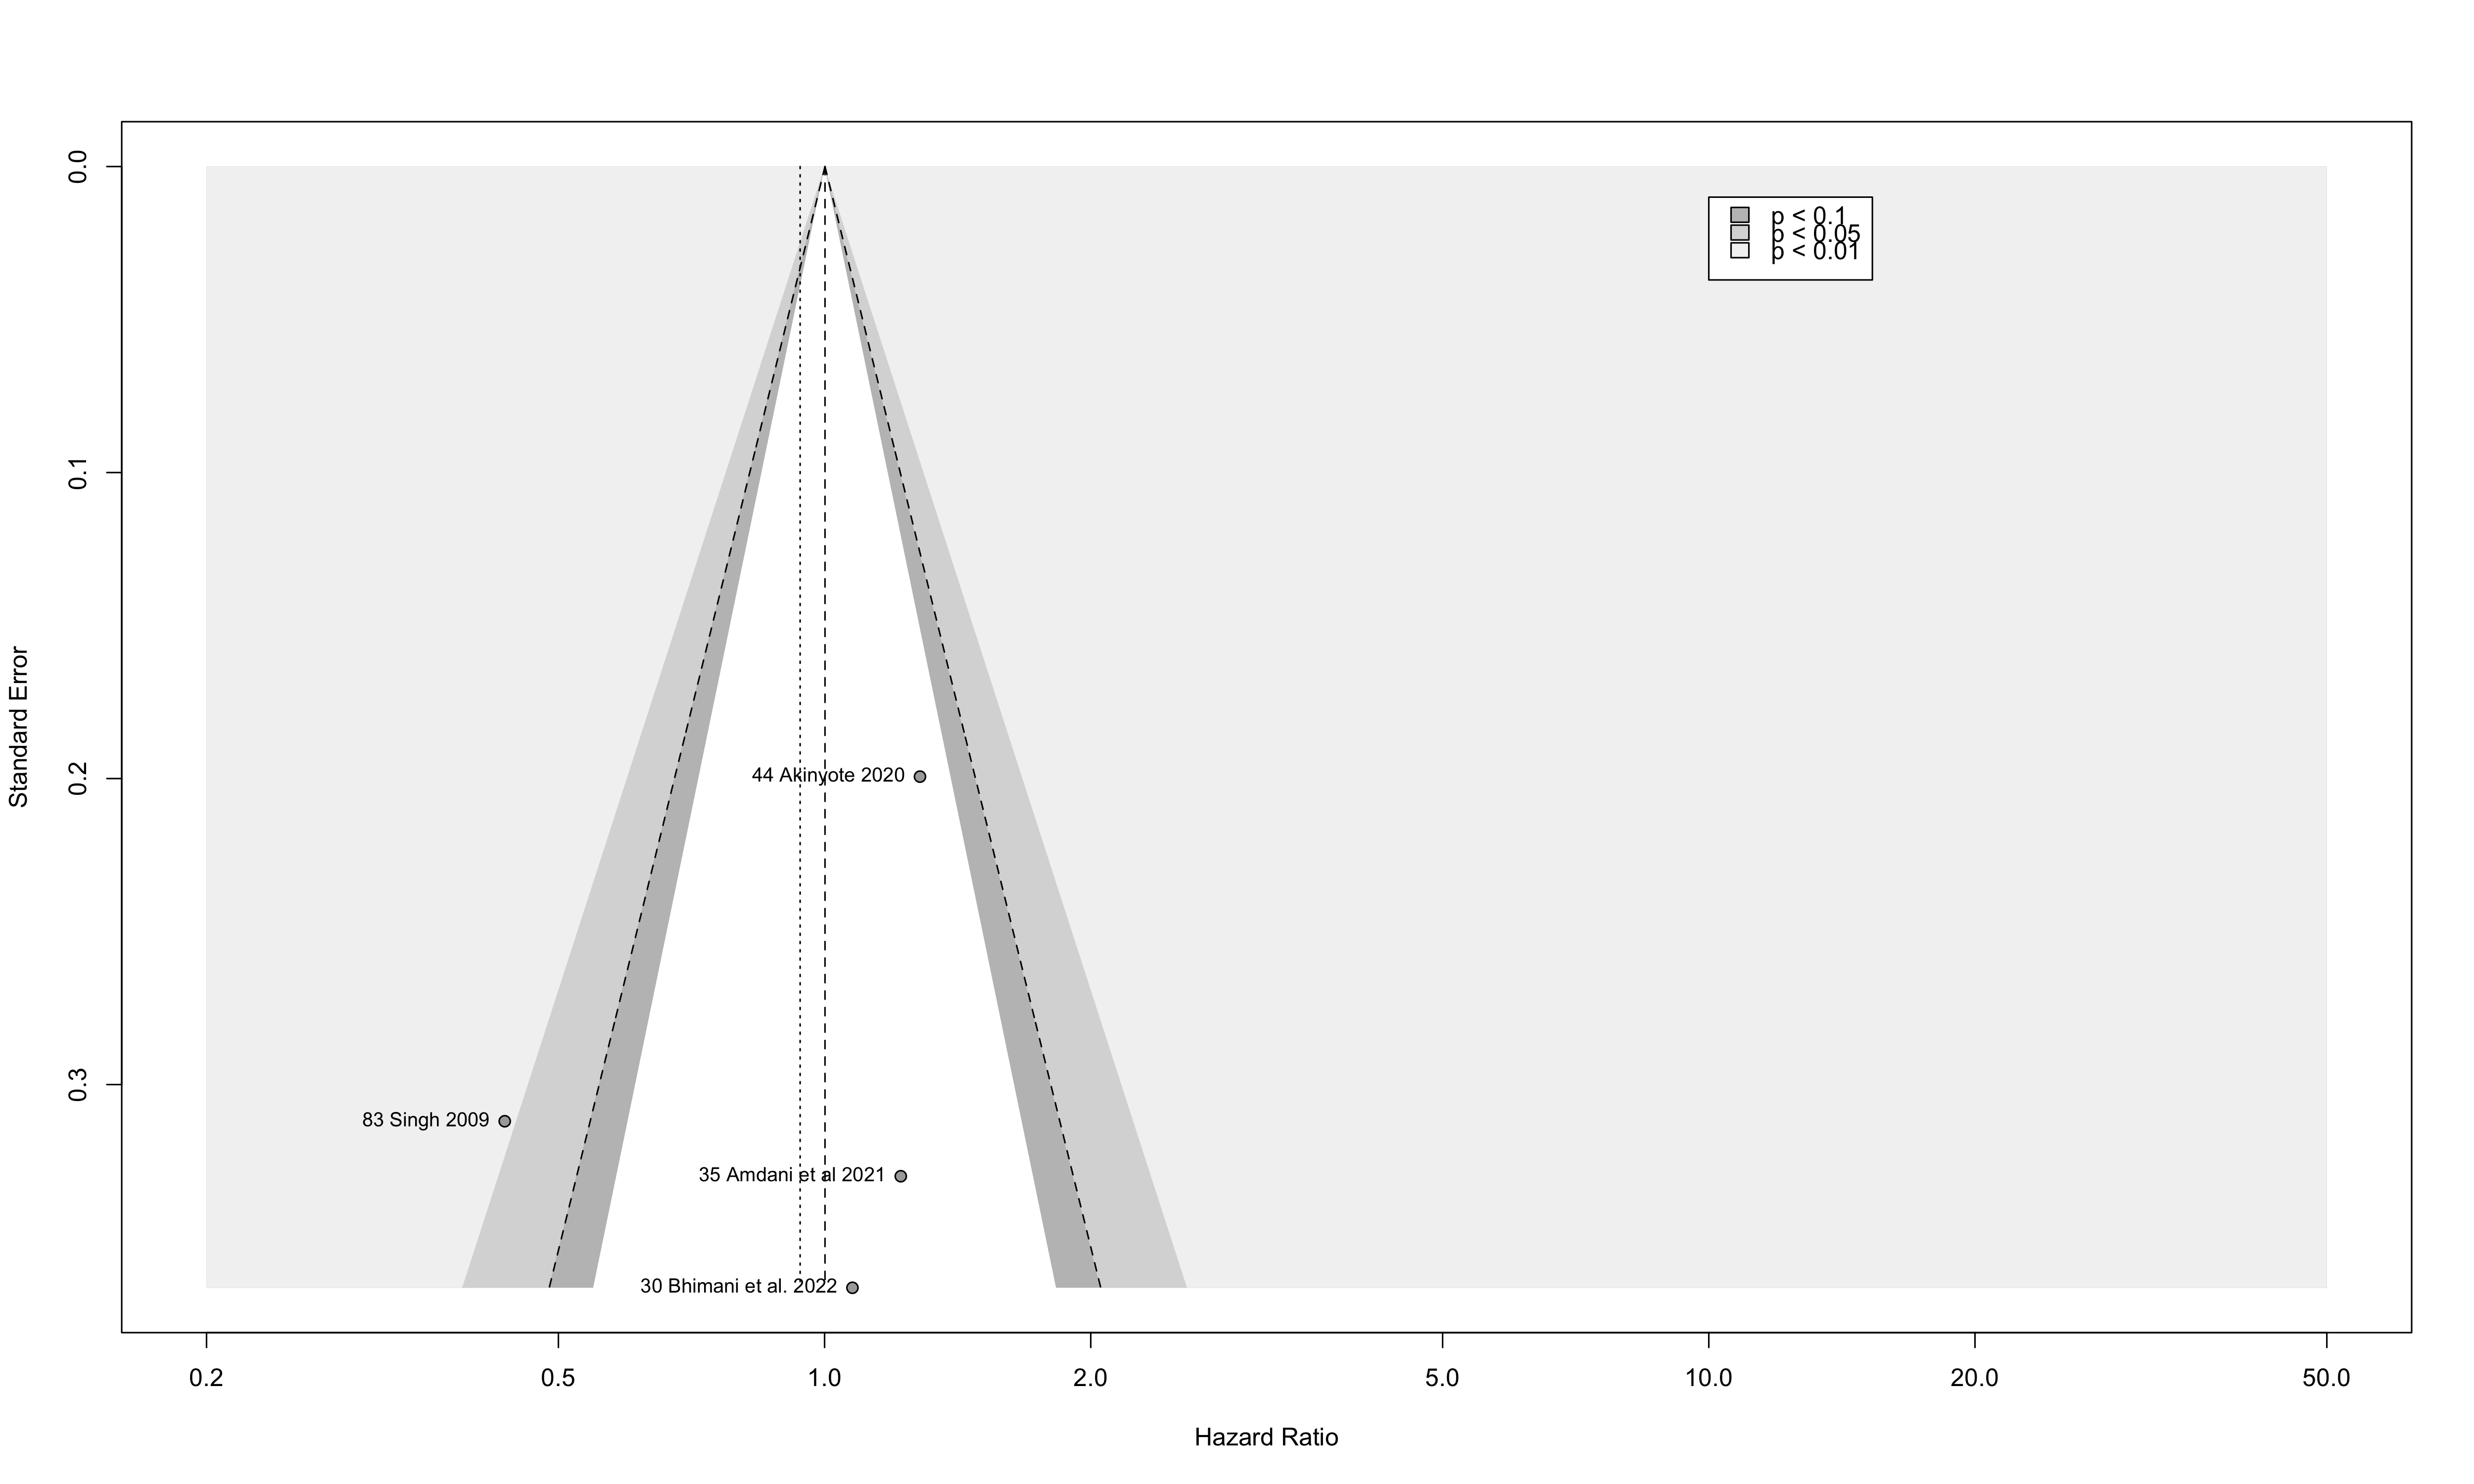 0.0
0.1
0.2
0.3
Standard Error
p < 0.1
p < 0.05
p < 0.01
44 Akinyote 2020
83 Singh 2009
35 Amdani et al 2021
30 Bhimani et al. 2022
0.2 0.5 1.0 2.0 5.0 10.0 20.0 50.0
Hazard Ratio